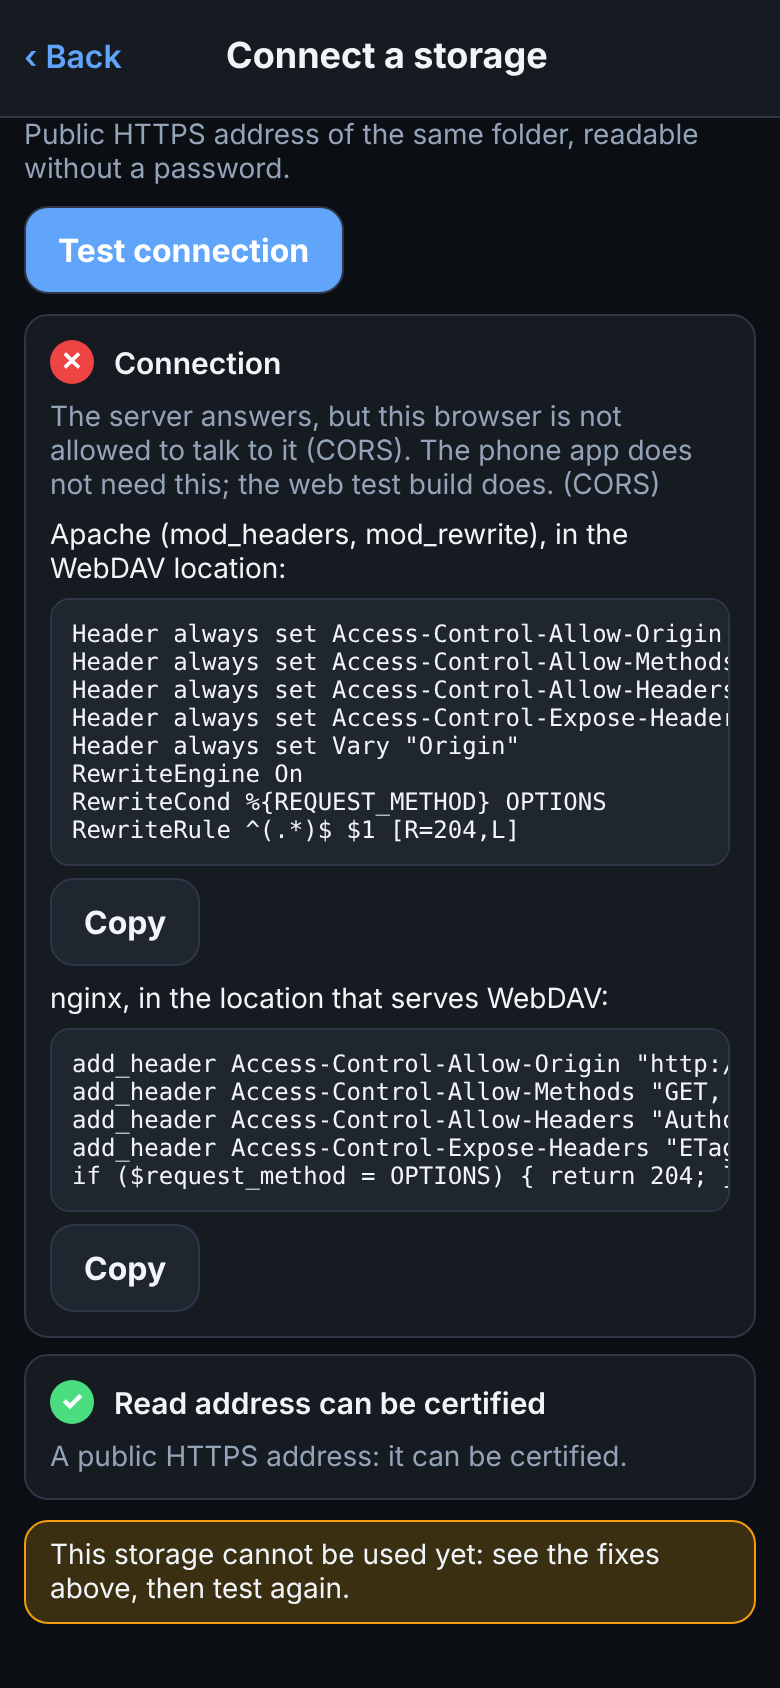 ‹ Back
Connect a storage
Public HTTPS address of the same folder, readable
without a password.
Test connection
Connection
The server answers, but this browser is not
allowed to talk to it (CORS). The phone app does
not need this; the web test build does. (CORS)
Apache (mod_headers, mod_rewrite), in the
WebDAV location:
Header always set Access-Control-Allow-Origin
Header always set Access-Control-Allow-Methods
Header always set Access-Control-Allow-Headers
Header always set Access-Control-Expose-Header
Header always set Vary "Origin"
RewriteEngine On
RewriteCond %{REQUEST_METHOD} OPTIONS
RewriteRule ^(.*)$ $1 [R=204,L]
Copy
nginx, in the location that serves WebDAV:
add_header Access-Control-Allow-Origin "http:/
add_header Access-Control-Allow-Methods "GET,
add_header Access-Control-Allow-Headers "Autho
add_header Access-Control-Expose-Headers "ETag
if ($request_method = OPTIONS) { return 204; }
Copy
Read address can be certified
A public HTTPS address: it can be certified.
This storage cannot be used yet: see the fixes
above, then test again.